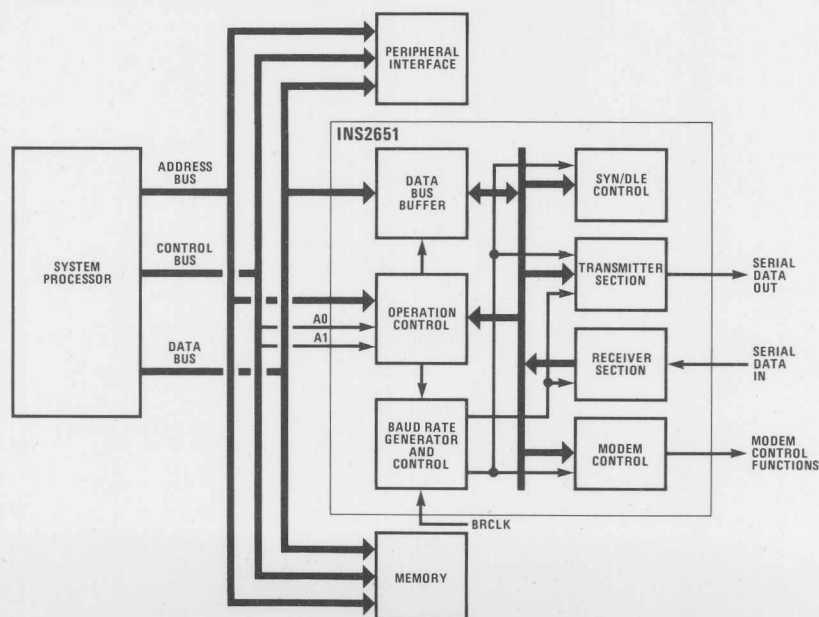 PERIPHERAL
INTERFACE
INS2651
ADDRESS
BUS
DATA
BUS
BUFFER
SYN/DLE
CONTROL
CONTROL
BUS
SYSTEM
PROCESSOR
TRANSMITTER
SECTION
SERIAL
DATA
OUT
OPERATION
CONTROL
A0
A1
DATA
BUS
RECEIVER
SECTION
SERIAL
DATA
IN
BAUD RATE
GENERATOR
AND
CONTROL
MODEM
CONTROL
MODEM
CONTROL
FUNCTIONS
BRCLK
MEMORY